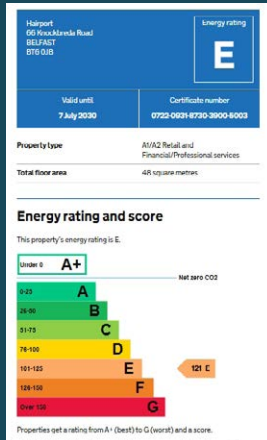 Hairport
66 Knockbreda Road
BELFAST
BT6 0JB
Energy rating
E
Valid until
7 July 2030
Certificate number
0722-0931-8730-3900-5003
Property type
A1/A2 Retail and
Financial/Professional services
Total floor area
48 square metres
Energy rating and score
This property's energy rating is E.
Under 0 A+
Net zero CO2
0-25 A
26-50 B
51-75 C
76-100 D
101-125 E
121 E
126-150 F
Over 150 G
Properties get a rating from A+ (best) to G (worst) and a score.